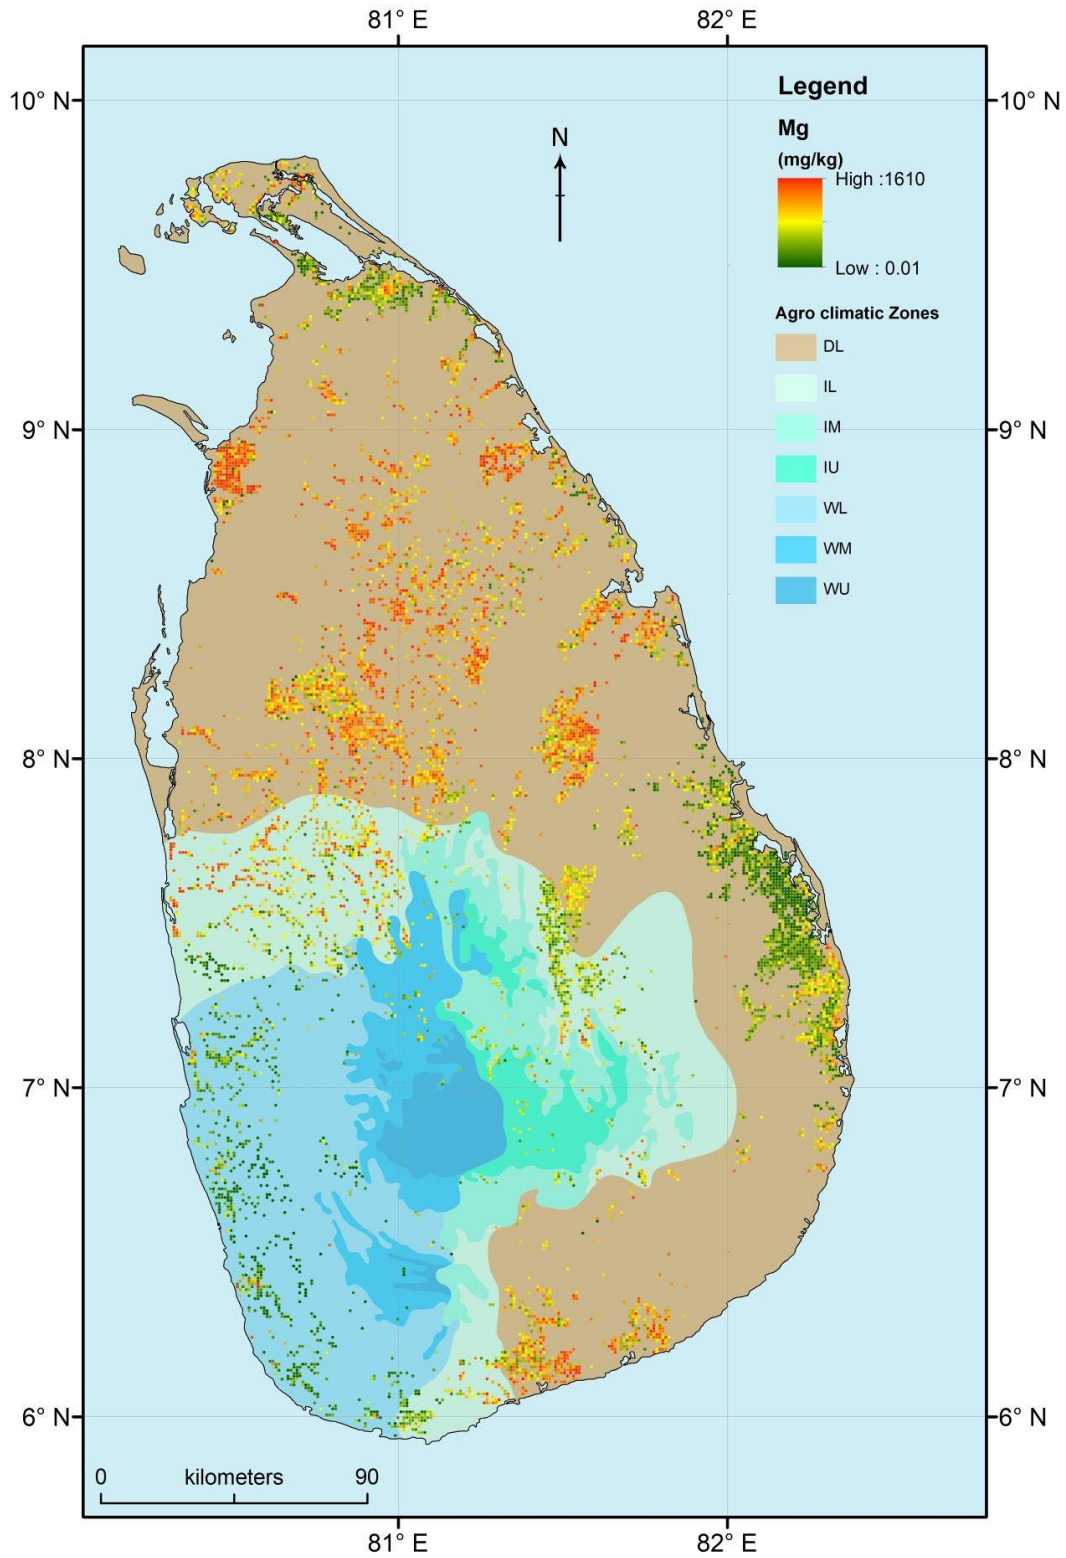 81° E 82° E
10° N 10° N
Legend
Mg
(mg/kg)
High :1610
Low : 0.01
N
Agro climatic Zones
DL
IL
IM
IU
WL
WM
WU
9° N 9° N
8° N 8° N
7° N 7° N
6° N 6° N
0 kilometers 90
81° E 82° E